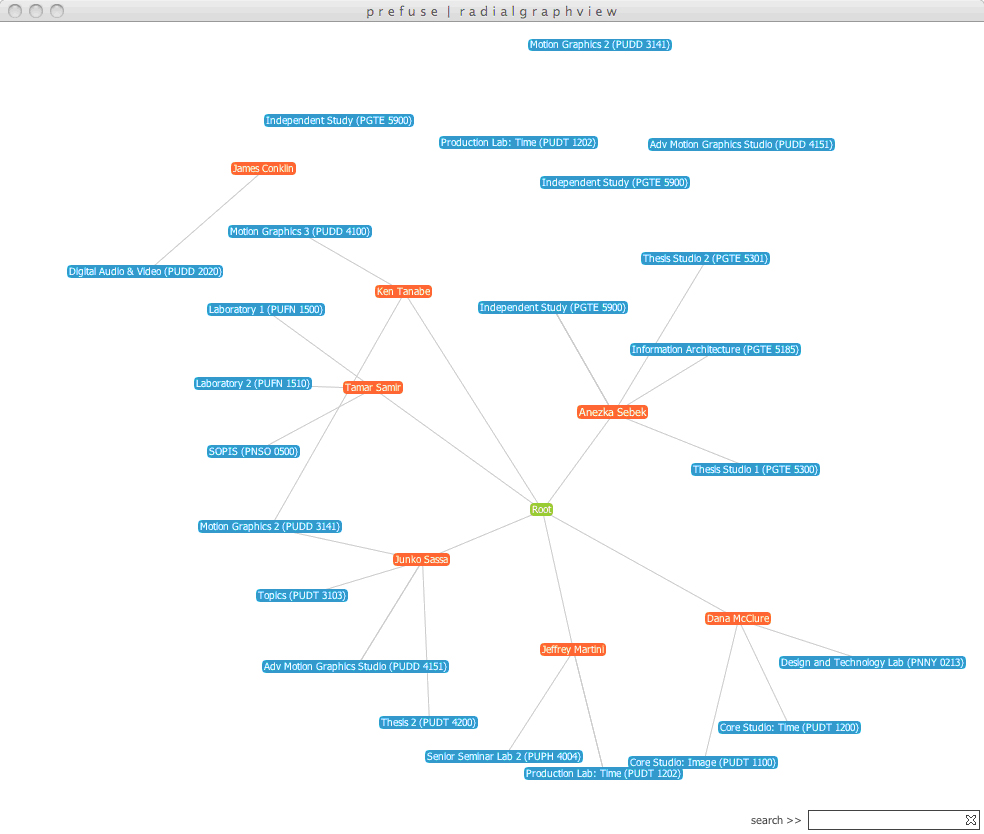 prefuse | radialgraphview
Motion Graphics 2 (PUDD 3141)
Independent Study (PGTE 5900)
Production Lab: Time (PUDT 1202)
Adv Motion Graphics Studio (PUDD 4151)
James Conklin
Independent Study (PGTE 5900)
Motion Graphics 3 (PUDD 4100)
Thesis Studio 2 (PGTE 5301)
Digital Audio & Video (PUDD 2020)
Ken Tanabe
Laboratory 1 (PUFN 1500)
Independent Study (PGTE 5900)
Information Architecture (PGTE 5185)
Laboratory 2 (PUFN 1510)
Tamar Samir
Anezka Sebek
SOPIS (PNSO 0500)
Thesis Studio 1 (PGTE 5300)
Root
Motion Graphics 2 (PUDD 3141)
Junko Sassa
Topics (PUDT 3103)
Dana McClure
Jeffrey Martini
Adv Motion Graphics Studio (PUDD 4151)
Design and Technology Lab (PNNY 0213)
Thesis 2 (PUDT 4200)
Core Studio: Time (PUDT 1200)
Senior Seminar Lab 2 (PUPH 4004)
Core Studio: Image (PUDT 1100)
Production Lab: Time (PUDT 1202)
search >>